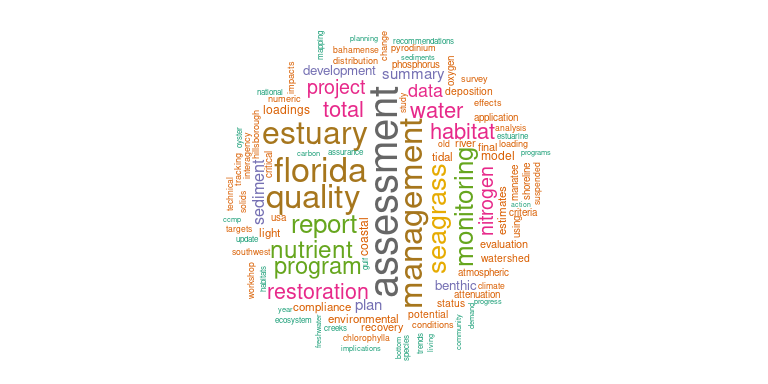 planning
recommendations
mapping
bahamense
change
pyrodinium
sediments
distribution
phosphorus
oxygen
development
summary
survey
impacts
national
project
data
deposition
numeric
loadings
total
study
water
effects
application
hillsborough
estuary
assessment
management
habitat
analysis
estuarine
oyster
interagency
critical
carbon
assurance
old
river
final
loading
tidal
model
programs
tracking
florida
seagrass
monitoring
nitrogen
manatee
shoreline
suspended
technical
solids
sediment
quality
estimates
action
criteria
using
ccmp
usa
report
coastal
targets
light
update
nutrient
evaluation
southwest
program
gulf
watershed
workshop
habitats
atmospheric
restoration
benthic
climate
attenuation
year
compliance
plan
status
progress
ecosystem
environmental
potential
demand
freshwater
creeks
recovery
conditions
community
chlorophylla
implications
bottom
species
trends
living